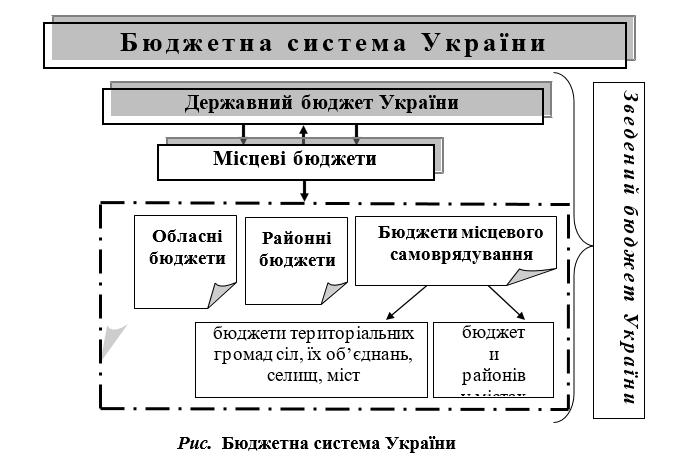 Бюджетна система України
Державний бюджет України
Місцеві бюджети
Обласні
бюджети
Районні
бюджети
Бюджети місцевого
самоврядування
бюджети територіальних
громад сіл, їх об’єднань,
селищ, міст
бюджет
и
районів
у містах
Зведений бюджет України
Рис. Бюджетна система України